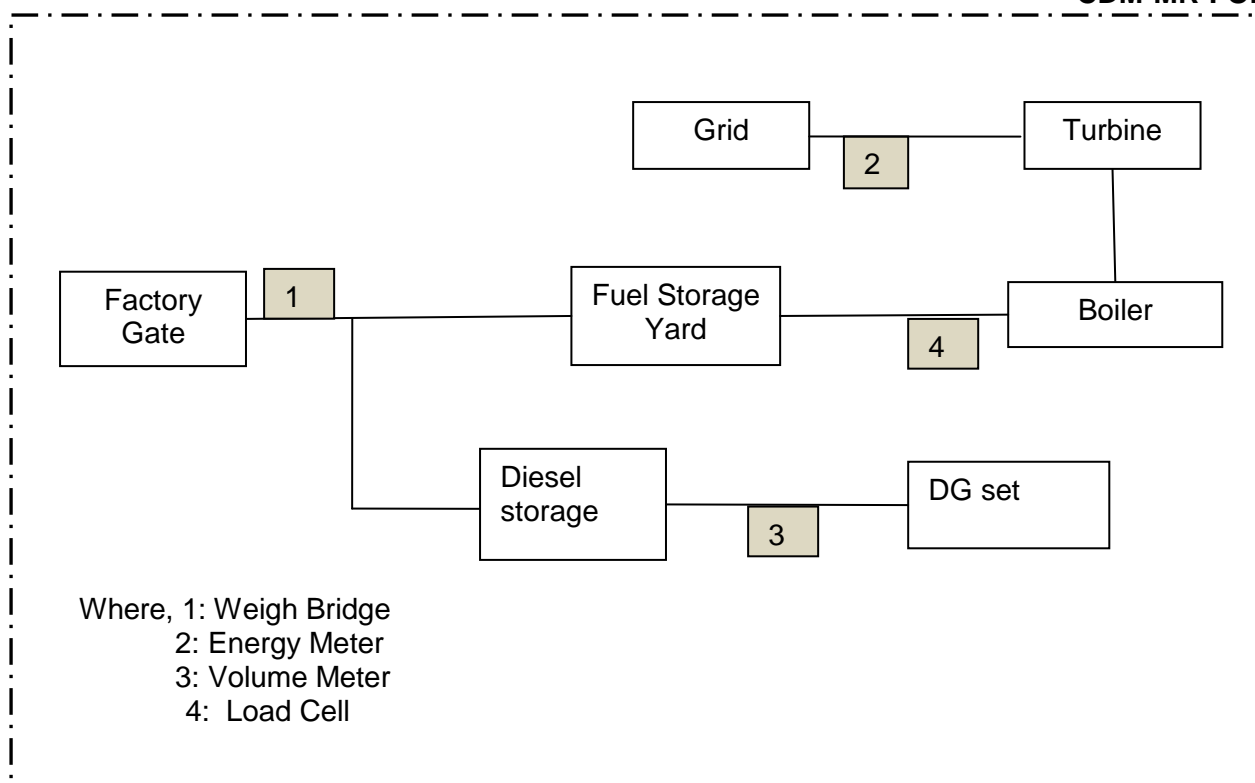 Grid
Turbine
2
Factory
Gate
1
Fuel Storage
Yard
Boiler
4
Diesel
storage
DG set
3
Where, 1: Weigh Bridge
2: Energy Meter
3: Volume Meter
4: Load Cell